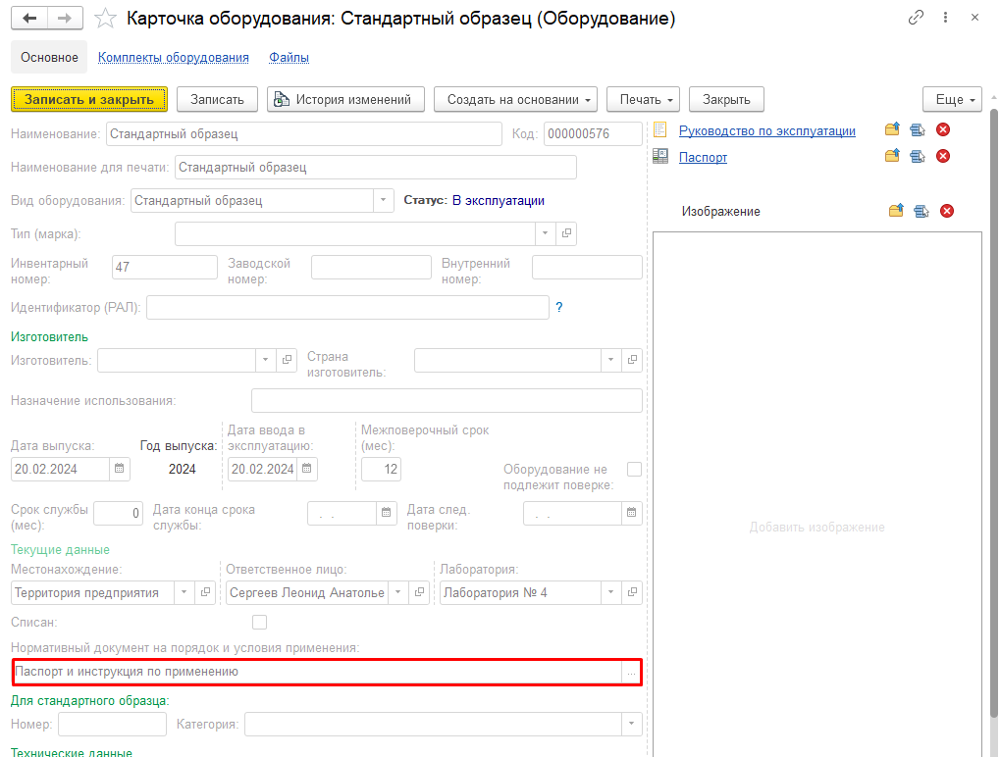 Карточка оборудования: Стандартный образец (Оборудование)
Основное Комплекты оборудования Файлы
Записать и закрыть Записать История изменений Создать на основании Печать Закрыть Еще
Наименование: Стандартный образец Код: 000000576
Руководство по эксплуатации
Наименование для печати: Стандартный образец
Паспорт
Вид оборудования: Стандартный образец Статус: В эксплуатации
Изображение
Тип (марка):
Инвентарный номер: 47 Заводской номер: Внутренний номер:
Идентификатор (РАЛ): ?
Изготовитель
Изготовитель: Страна изготовитель:
Назначение использования:
Дата выпуска: 20.02.2024 Год выпуска: 2024 Дата ввода в эксплуатацию: 20.02.2024 Межповерочный срок (мес): 12 Оборудование не подлежит поверке:
Срок службы (мес): 0 Дата конца срока службы: . . Дата след. поверки: . .
Добавить изображение
Текущие данные
Местонахождение: Ответственное лицо: Лаборатория:
Территория предприятия Сергеев Леонид Анатолье Лаборатория № 4
Списан:
Нормативный документ на порядок и условия применения:
Паспорт и инструкция по применению ...
Для стандартного образца:
Номер: Категория:
Технические данные